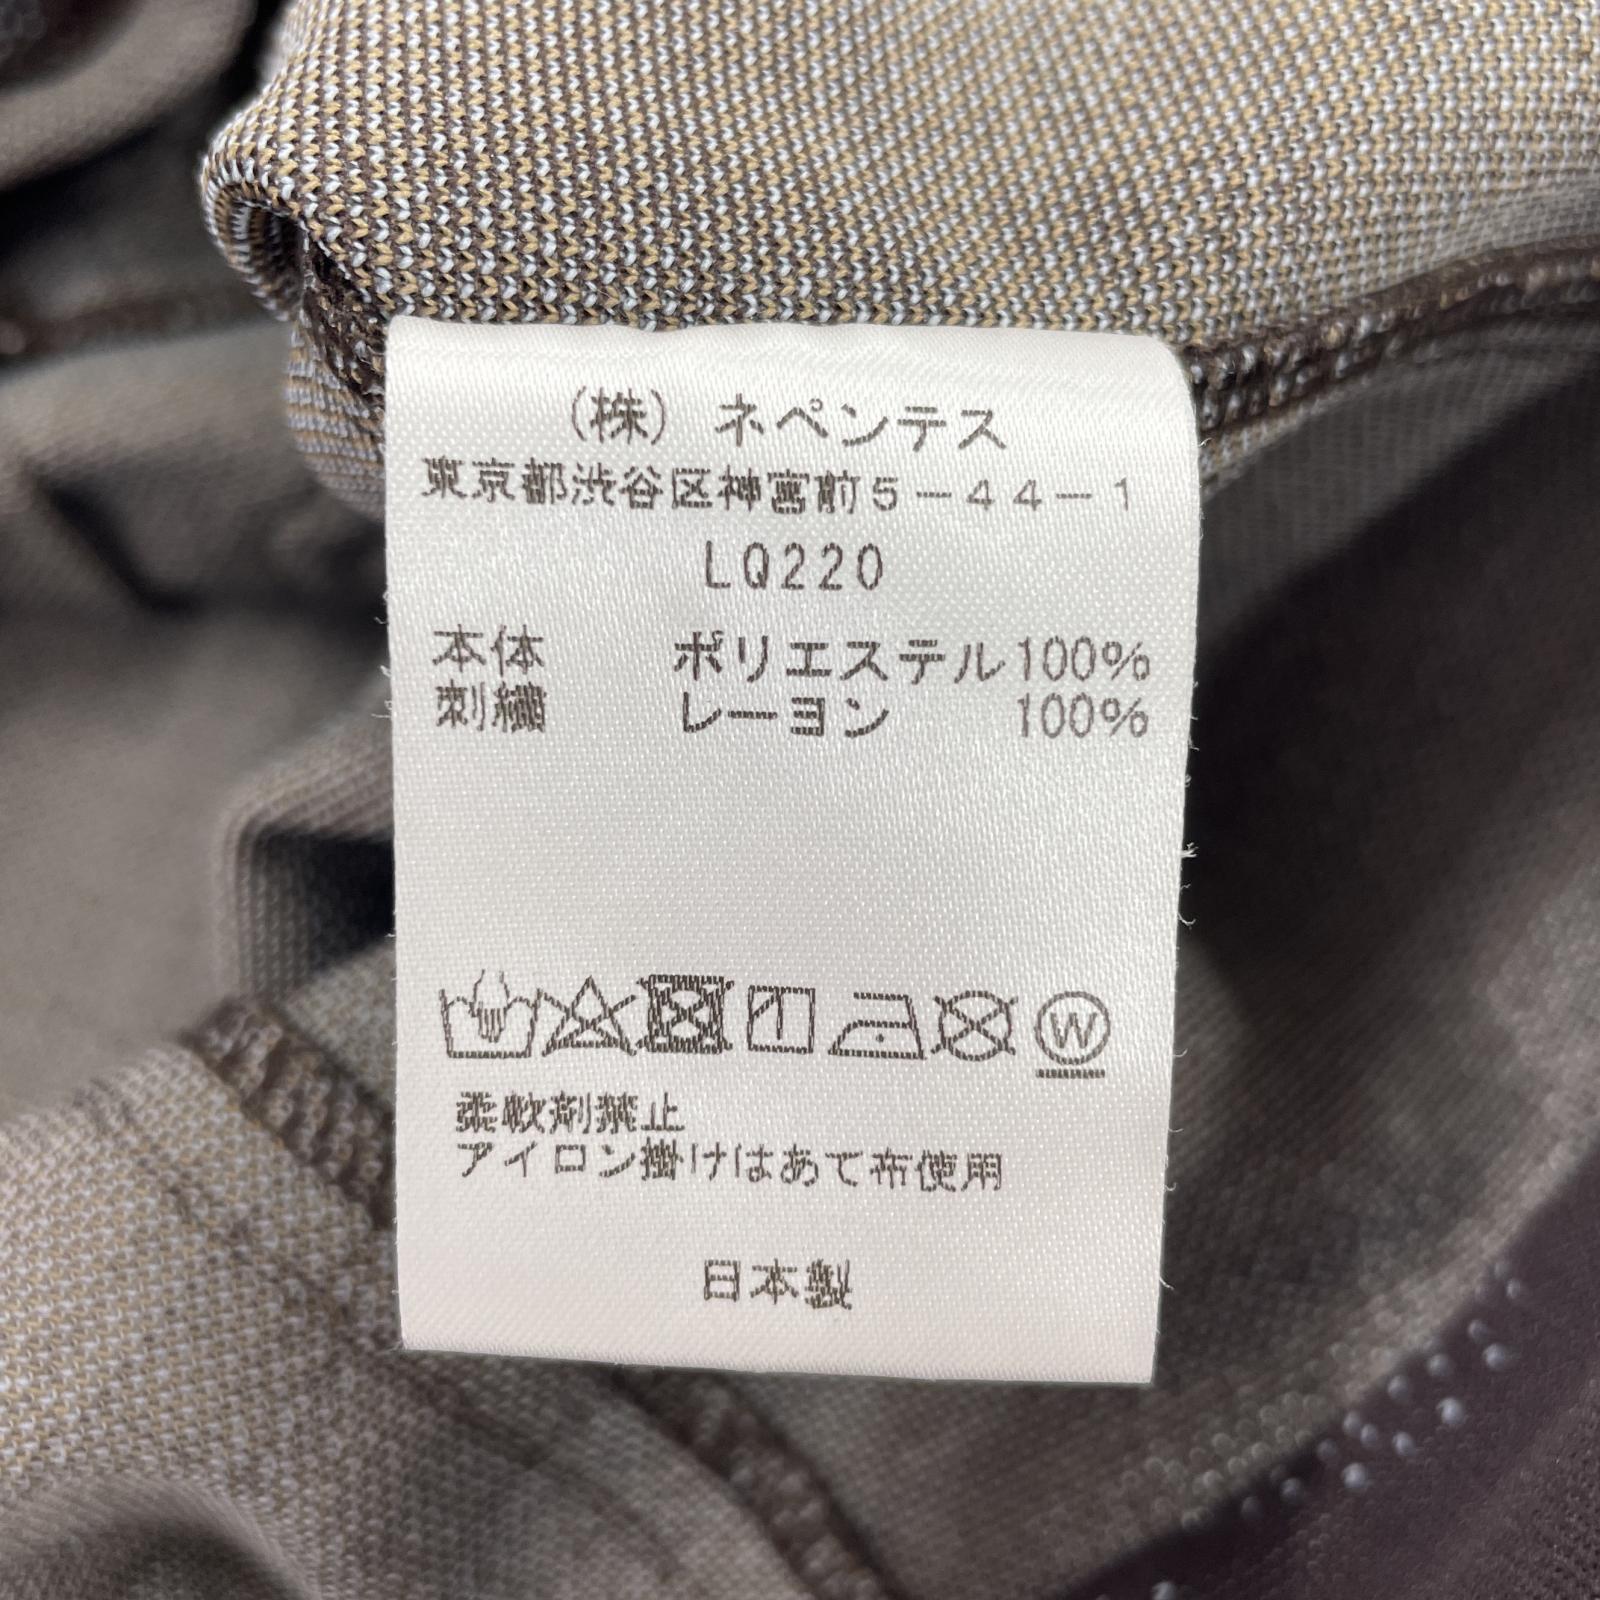 (株) ネペンテス
東京都渋谷区神宮前5-44-1
LQ220
本体 ポリエステル100%
刺繍 レーヨン 100%
W
柔軟剤禁止
アイロン掛けはあて布使用
日本製